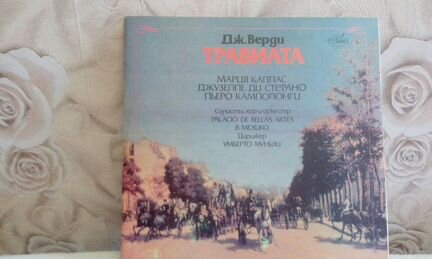 Дж. Верди
ТРАВИАТА
МАРИЯ КАЛЛАС
ДЖУЗЕППЕ ДИ СТЕФАНО
ПЬЕРО КАМПОЛОНГИ
Солисты, хор и оркестр
PALACIO DE BELLAS ARTES
В МЕХИКО
Дирижер
УМБЕРТО МУНЬЯИ